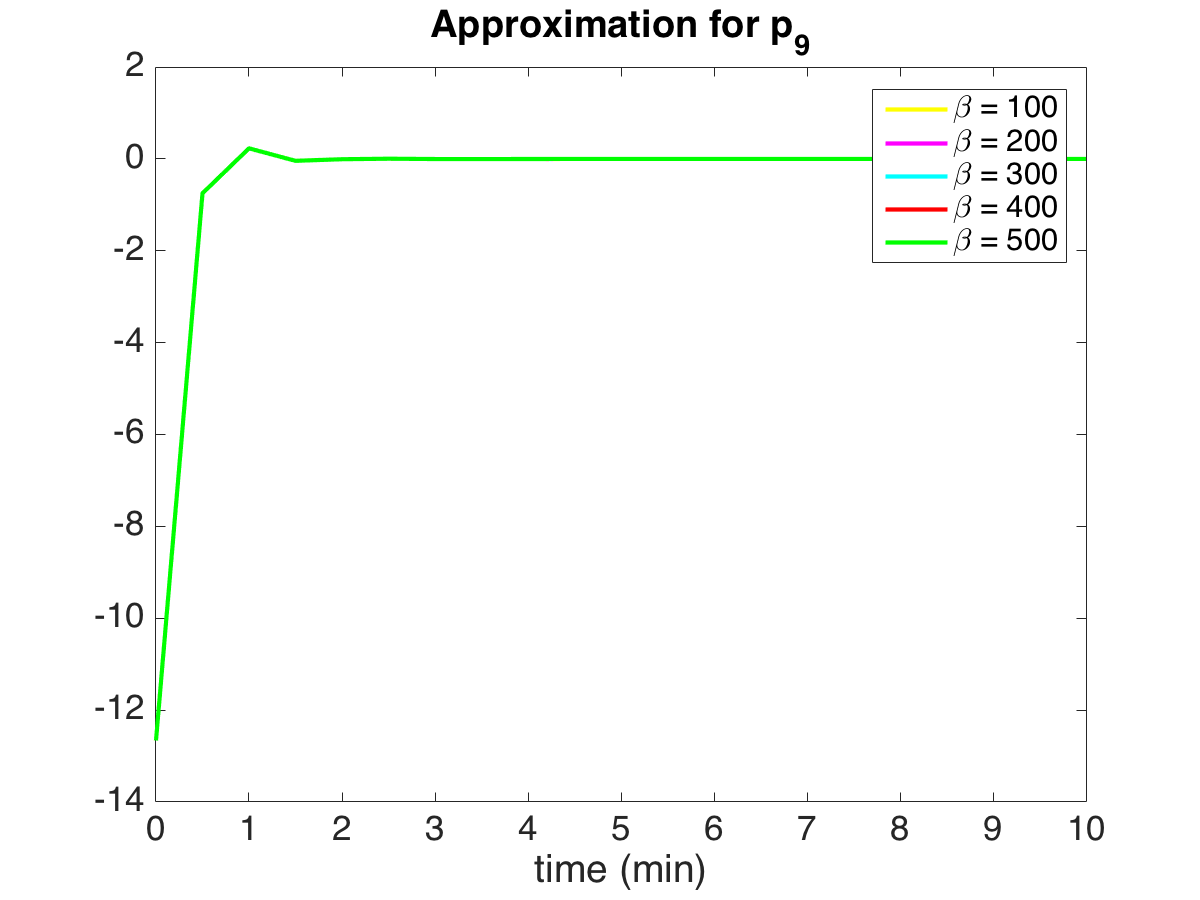 Approximation for p₉
2
0
-2
-4
-6
-8
-10
-12
-14
β = 100
β = 200
β = 300
β = 400
β = 500
0 1 2 3 4 5 6 7 8 9 10
time (min)